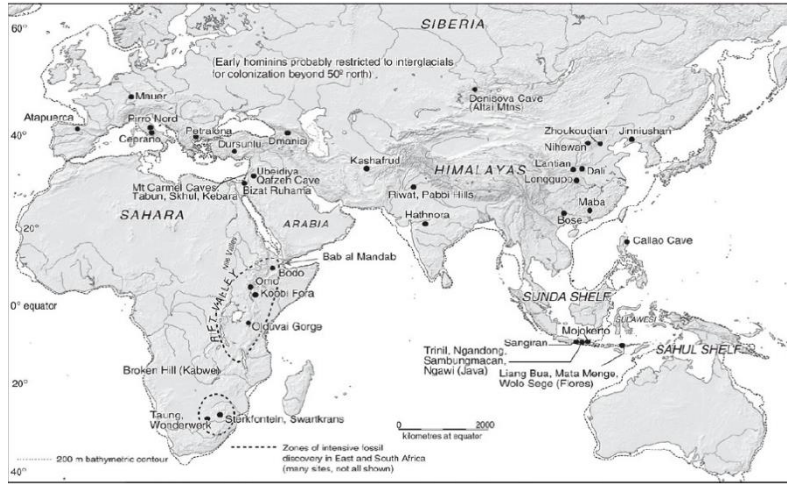 60°
SIBERIA
(Early hominins probably restricted to interglacials
for colonization beyond 50º north)
Mauer
Denisova Cave
(Altai Mtns)
Atapuerca
Pirro Nord
Ceprano
Petralona
Dursunlu
Dmanisi
40°
Zhoukoudian
Jinniushan
Nihewan
Kashafrud
HIMALAYAS
Lantian
Dali
Longgupo
Ubeidiya
Qafzeh Cave
Bizat Ruhama
Mt Carmel Caves:
Tabun, Skhul, Kebara
Riwat, Pabbi Hills
SAHARA
ARABIA
Hathnora
Maba
Bose
20°
Callao Cave
Bab al Mandab
Bodo
RIFT VALLEY
Omo
Koobi Fora
0° equator
Olduvai Gorge
SUNDA SHELF
SULAWESI
Mojokerto
Sangiran
SAHUL SHELF
Trinil, Ngandong,
Sambungmacan,
Ngawi (Java)
Liang Bua, Mata Menge,
Wolo Sege (Flores)
Broken Hill (Kabwe)
20°
Taung,
Wonderwerk
Sterkfontein, Swartkrans
0
2000
kilometres at equator
200 m bathymetric contour
Zones of intensive fossil
discovery in East and South Africa
(many sites, not all shown)
40°